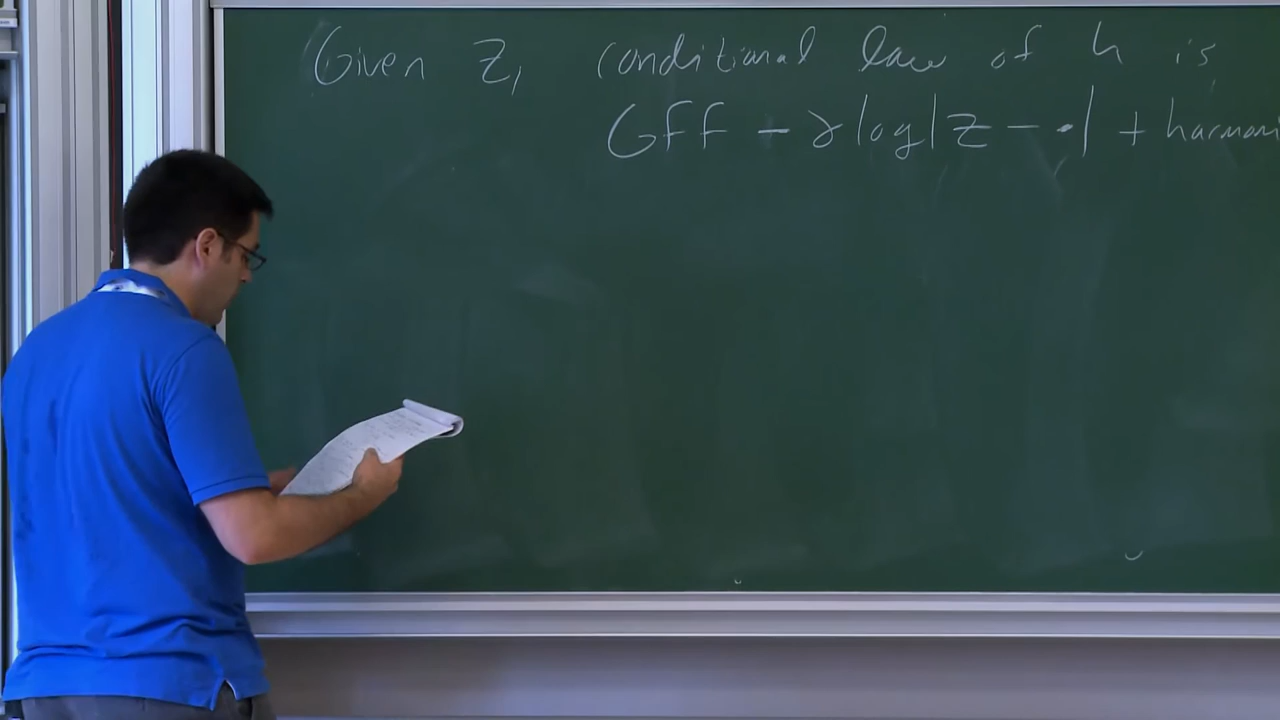 Given z, conditional law of h is
GFF - γ log|z - ·| + harmoni